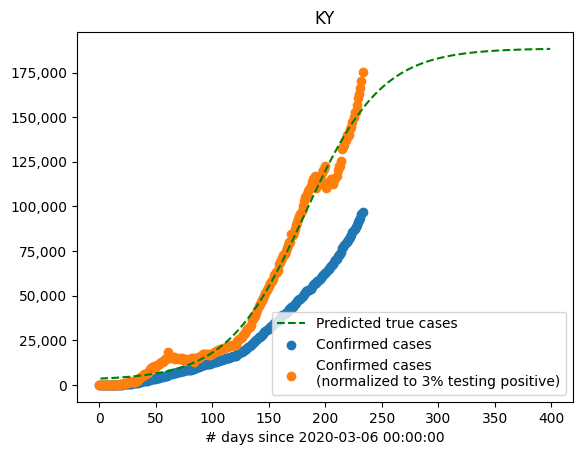 KY
175,000
150,000
125,000
100,000
75,000
50,000
25,000
0
Predicted true cases
Confirmed cases
Confirmed cases
(normalized to 3% testing positive)
0 50 100 150 200 250 300 350 400
# days since 2020-03-06 00:00:00